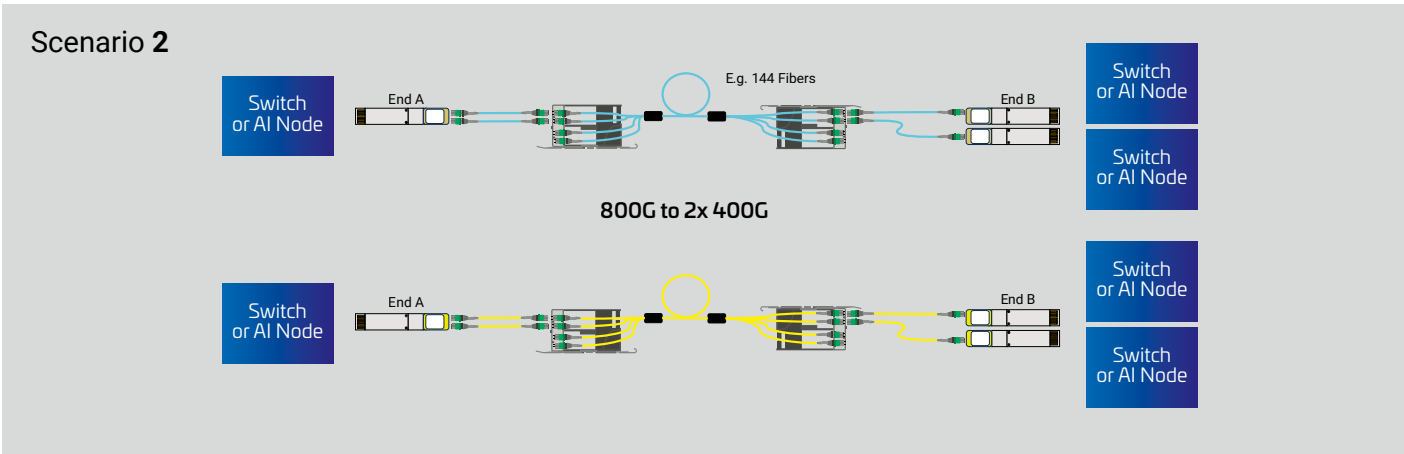 Scenario 2
E.g. 144 Fibers
Switch
or AI Node
End A
End B
Switch
or AI Node
Switch
or AI Node
800G to 2x 400G
Switch
or AI Node
End A
End B
Switch
or AI Node
Switch
or AI Node